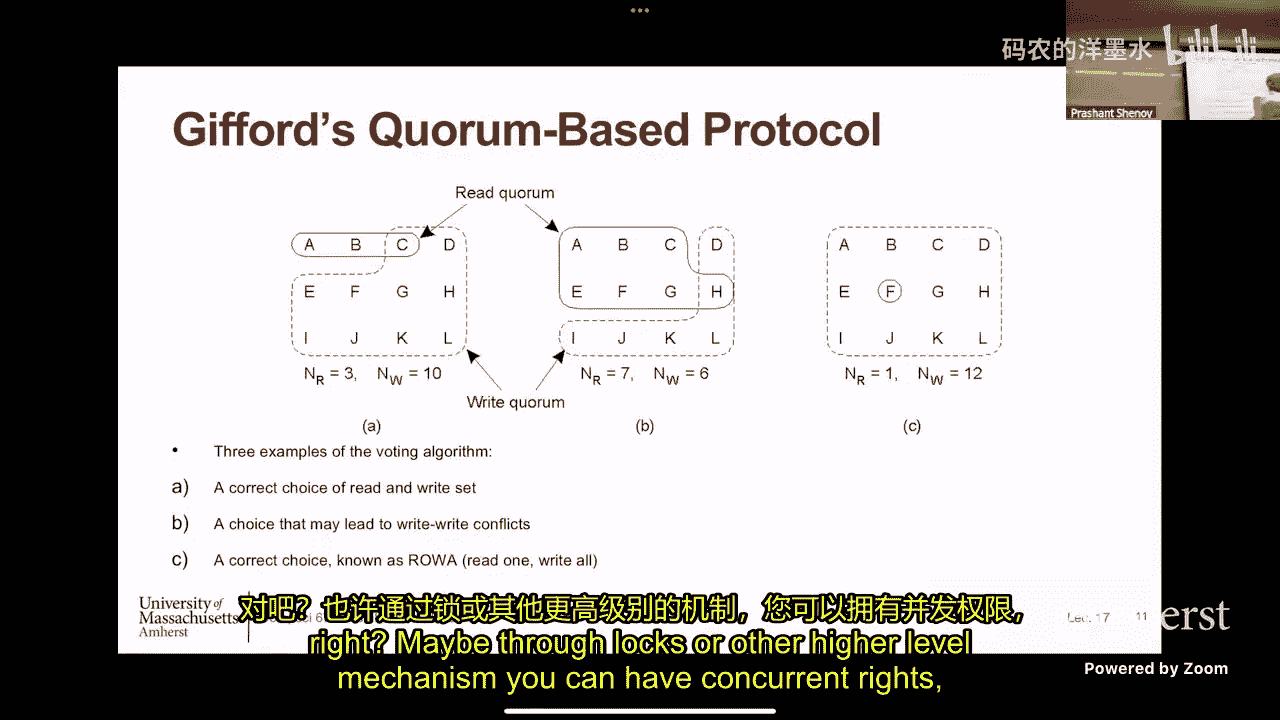 码农的洋墨水 bilibili
Prashant Shenoy
Gifford's Quorum-Based Protocol
Read quorum
A B C D
E F G H
I J K L
N_R = 3, N_W = 10
(a)
A B C D
E F G H
I J K L
N_R = 7, N_W = 6
(b)
A B C D
E F G H
I J K L
N_R = 1, N_W = 12
(c)
Write quorum
• Three examples of the voting algorithm:
a) A correct choice of read and write set
b) A choice that may lead to write-write conflicts
c) A correct choice, known as ROWA (read one, write all)
University of
Massachusetts
Amherst
Lec. 17 11
erst
对吧？也许通过锁或其他更高级别的机制，您可以拥有并发权限，
right? Maybe through locks or other higher level
mechanism you can have concurrent rights,
Powered by Zoom